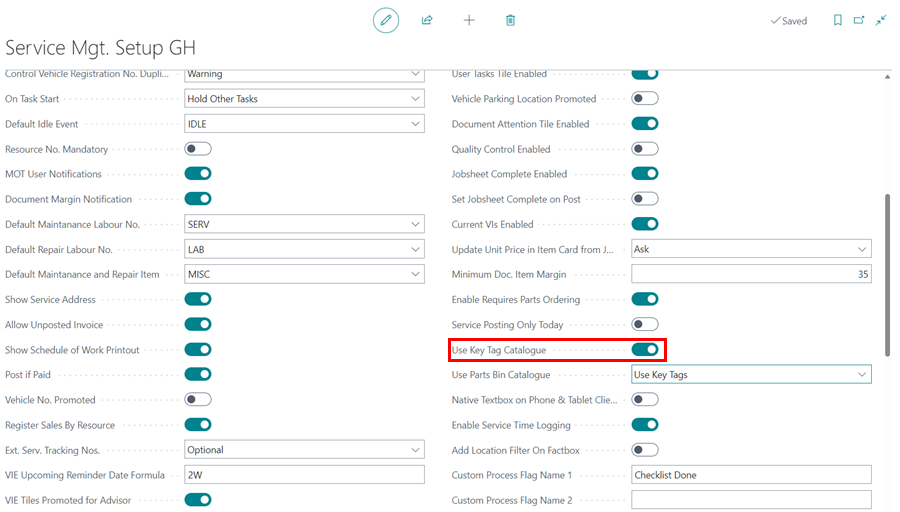 Saved
Service Mgt. Setup GH
Control Vehicle Registration No. Dupli...
Warning
On Task Start
Hold Other Tasks
Default Idle Event
IDLE
Resource No. Mandatory
MOT User Notifications
Document Margin Notification
Default Maintanance Labour No.
SERV
Default Repair Labour No.
LAB
Default Maintanance and Repair Item
MISC
Show Service Address
Allow Unposted Invoice
Show Schedule of Work Printout
Post if Paid
Vehicle No. Promoted
Register Sales By Resource
Ext. Serv. Tracking Nos.
Optional
VIE Upcoming Reminder Date Formula
2W
VIE Tiles Promoted for Advisor
User Tasks Tile Enabled
Vehicle Parking Location Promoted
Document Attention Tile Enabled
Quality Control Enabled
Jobsheet Complete Enabled
Set Jobsheet Complete on Post
Current VIs Enabled
Update Unit Price in Item Card from J...
Ask
Minimum Doc. Item Margin
35
Enable Requires Parts Ordering
Service Posting Only Today
Use Key Tag Catalogue
Use Parts Bin Catalogue
Use Key Tags
Native Textbox on Phone & Tablet Clie...
Enable Service Time Logging
Add Location Filter On Factbox
Custom Process Flag Name 1
Checklist Done
Custom Process Flag Name 2